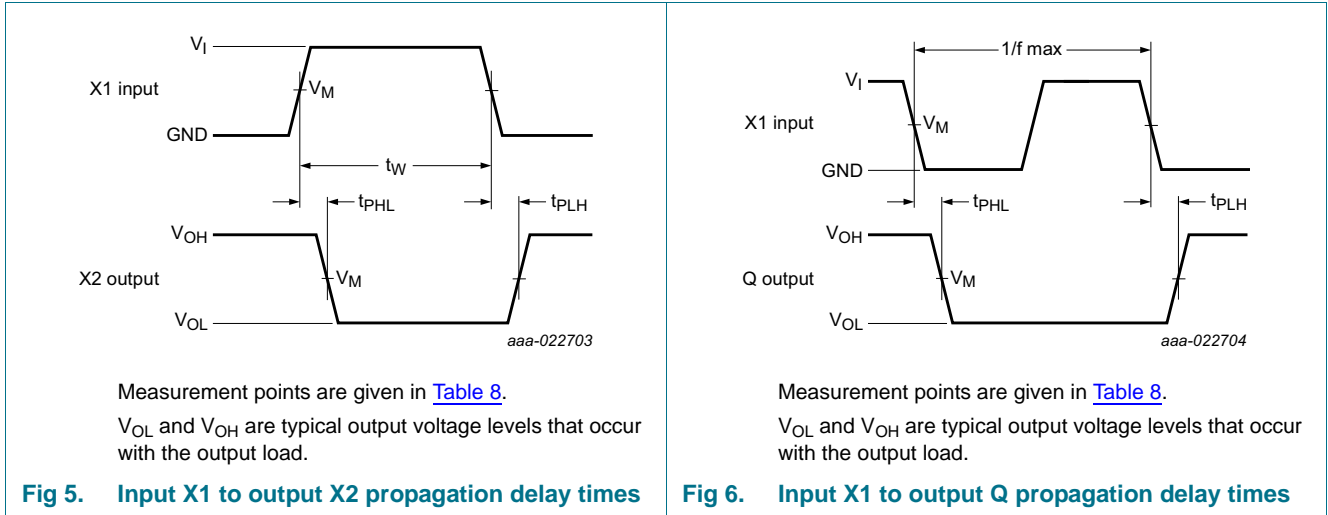 VI
X1 input
VM
GND
tW
tPHL
tPLH
VOH
X2 output
VM
VOL
aaa-022703
Measurement points are given in Table 8.
VOL and VOH are typical output voltage levels that occur
with the output load.
Fig 5. Input X1 to output X2 propagation delay times
1/f max
VI
X1 input
VM
GND
tPHL
tPLH
VOH
Q output
VM
VOL
aaa-022704
Measurement points are given in Table 8.
VOL and VOH are typical output voltage levels that occur
with the output load.
Fig 6. Input X1 to output Q propagation delay times